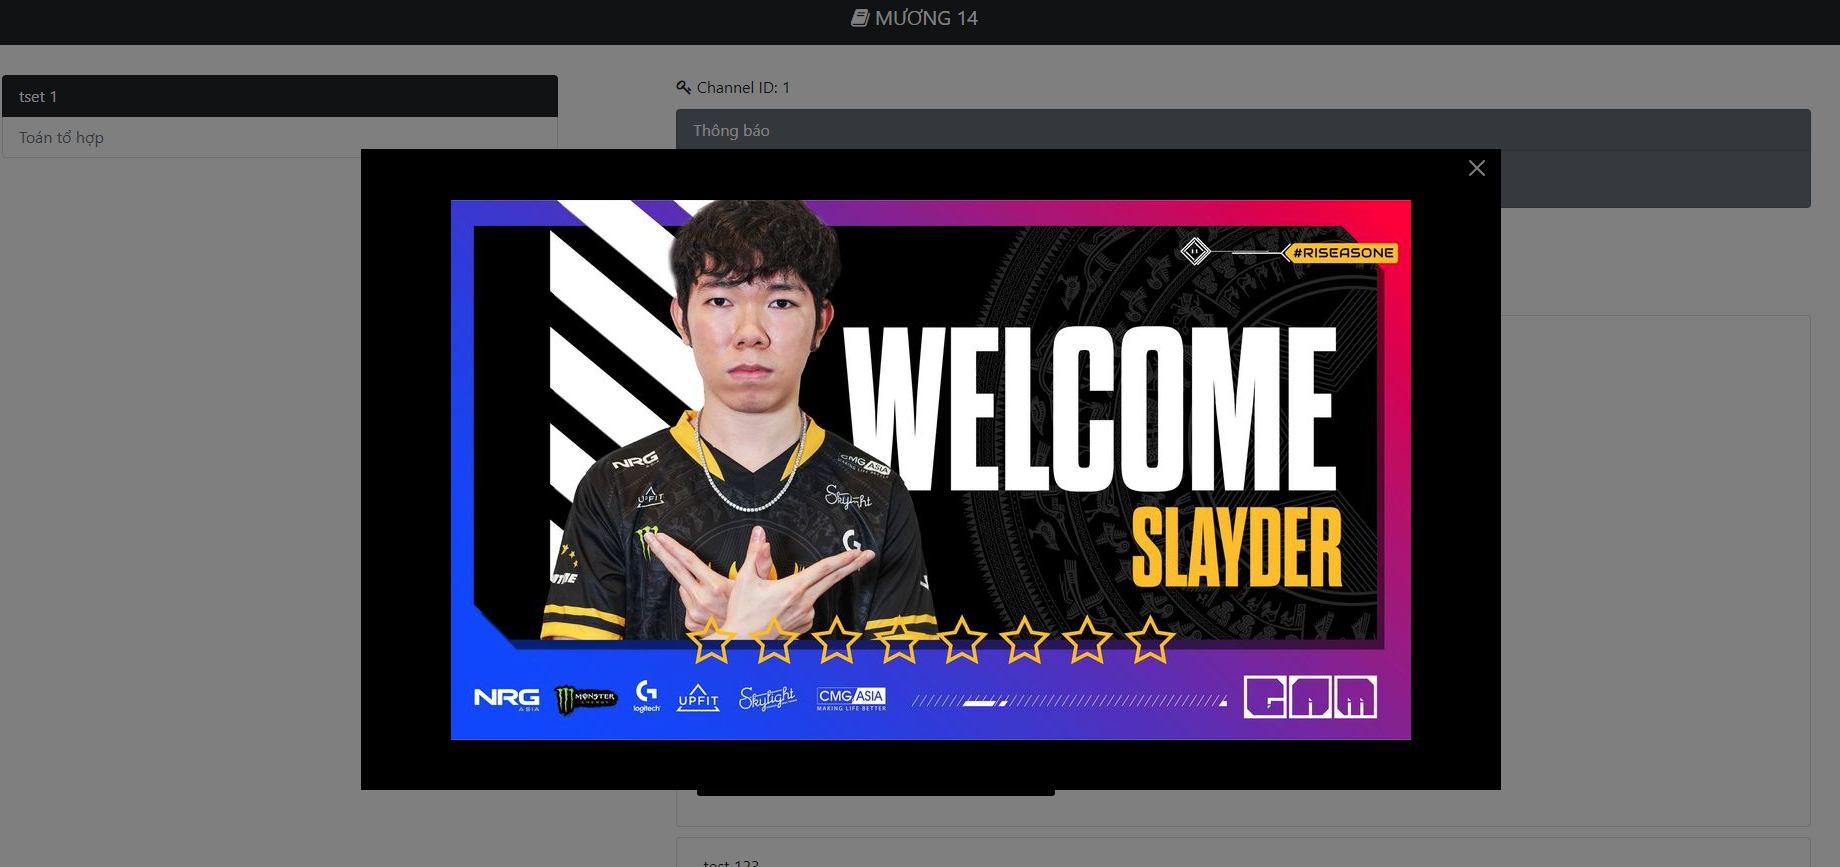 MƯƠNG 14
tset 1
Toán tổ hợp
Channel ID: 1
Thông báo
#RISEASONE
WELCOME
SLAYDER
NRG
CMG ASIA
UPFIT
Skylight
G
NRG
ASIA
MONSTER
ENERGY
G
logitech
UPFIT
Skylight
CMG ASIA
MAKING LIFE BETTER
GAM
test 123